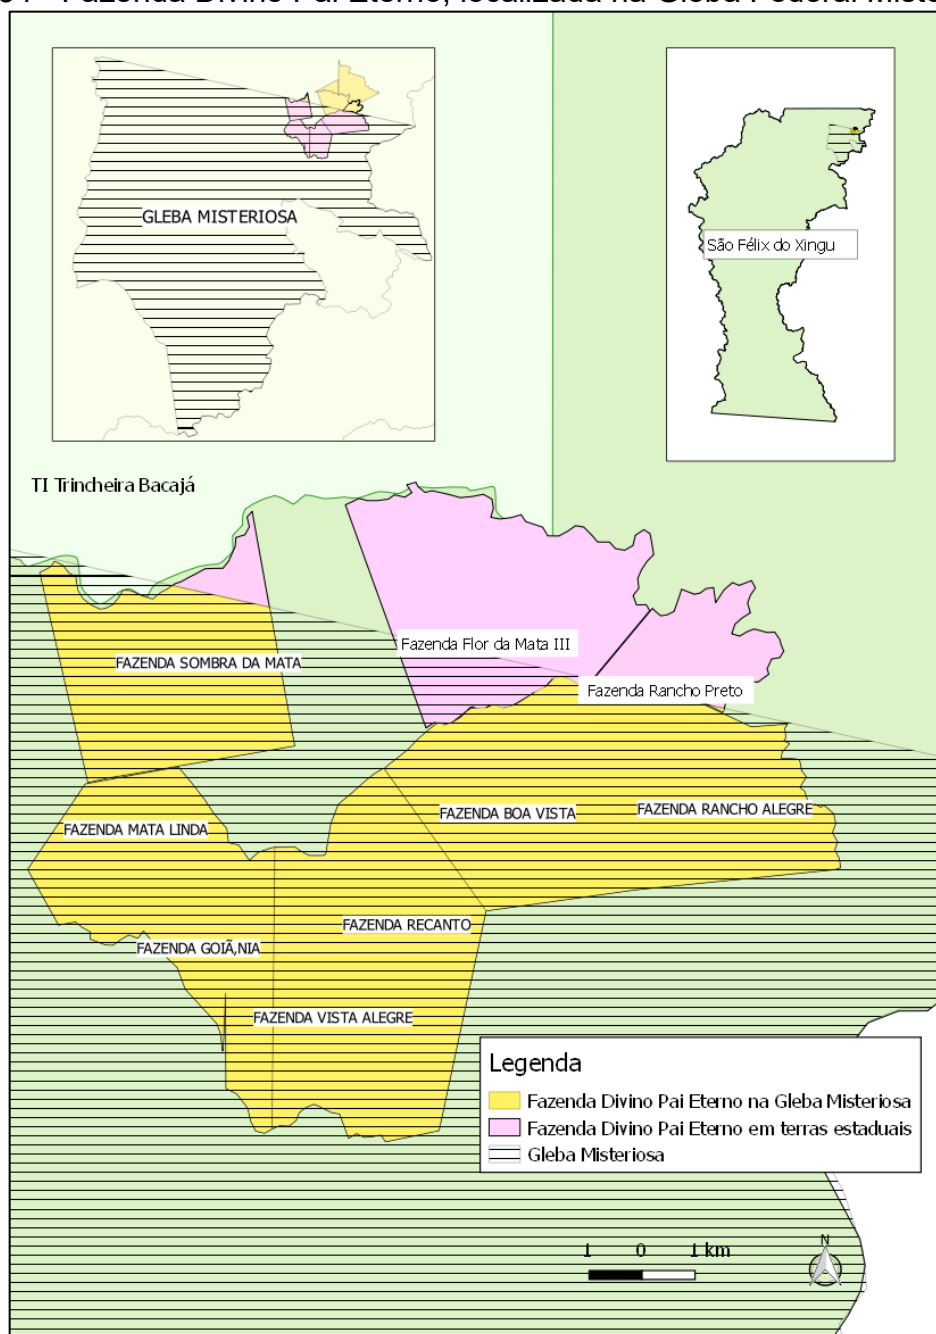 Fazenda Divino Pai Eterno, localizada na Gleba Federal
GLEBA MISTERIOSA
São Félix do Xingu
TI Trincheira Bacajá
Fazenda Flor da Mata III
FAZENDA SOMBRA DA MATA
Fazenda Rancho Preto
FAZENDA BOA VISTA
FAZENDA RANCHO ALEGRE
FAZENDA MATA LINDA
FAZENDA RECANTO
FAZENDA GOIÃ,NIA
FAZENDA VISTA ALEGRE
Legenda
Fazenda Divino Pai Eterno na Gleba Misteriosa
Fazenda Divino Pai Eterno em terras estaduais
Gleba Misteriosa
1 0 1 km
N